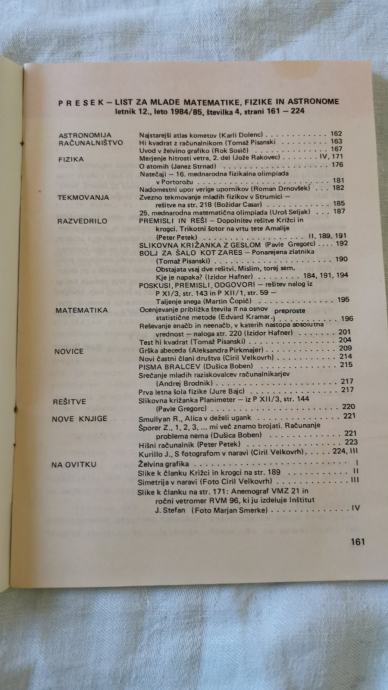 PRESEK – LIST ZA MLADE MATEMATIKE, FIZIKE IN ASTRONOME
letnik 12., leto 1984/85, številka 4, strani 161 – 224
ASTRONOMIJA Najstarejši atlas kometov (Karli Dolenc) 162
RAČUNALNIŠTVO Hi kvadrat z računalnikom (Tomaž Pisanski) 163
Uvod v želvino grafiko (Rok Sosič) 167
FIZIKA Merjenje hitrosti vetra, 2. del (Jože Rakovec) IV, 171
O atomih (Janez Strnad) 176
Natečaji – 16. mednarodna fizikalna olimpiada
v Portorožu 181
Nadomestni upor verige upornikov (Roman Drnovšek) 182
TEKMOVANJA Zvezno tekmovanje mladih fizikov v Strumici –
rešitve na str. 218 (Božidar Casar) 185
25. mednarodna matematična olimpiada (Uroš Seljak) 187
RAZVEDRILO PREMISLI IN REŠI – Dopolnitev rešitve Križci in
krogci. Trikotni šotor na vrtu tete Amalije
(Peter Petek) II, 189, 191
SLIKOVNA KRIŽANKA Z GESLOM (Pavle Gregorc) 192
BOLJ ZA ŠALO KOT ZARES – Ponarejena zlatnika
(Tomaž Pisanski) 190
Obstajata vsaj dve rešitvi, Mislim, torej sem,
Kje je napaka? (Izidor Hafner) 184, 191, 194
POSKUSI, PREMISLI, ODGOVORI – rešitev nalog iz
P XI/3, str. 143 in P XII/1, str. 59 –
Taljenje snega (Martin Čopič) 195
MATEMATIKA Ocenjevanje približka števila π na osnov preproste
statistične metode (Edvard Kramar) 196
Reševanje enačb in neenačb, v katerih nastopa absolutna
vrednost – naloga str. 220 (Izidor Hafner) 201
Test hi kvadrat (Tomaž Pisanski) 204
Grška abeceda (Aleksandra Pirkmajer) 209
NOVICE Novi častni člani društva (Ciril Velkovrh) 214
PISMA BRALCEV (Dušica Boben) 215
Srečanje mladih raziskovalcev računalnikarjev
(Andrej Brodnik) 217
Prva letna šola fizike (Jure Bajc) 217
REŠITVE Slikovna križanka Planimeter – iz P XII/3, str. 144
(Pavle Gregorc) 220
NOVE KNJIGE Smullyan R., Alica v deželi ugank 221
Šporer Z., 1, 2, 3, ... mi več znamo brojati. Računanje
problema nema (Dušica Boben) 221
Hišni računalnik (Peter Petek) 223
Kurillo J., S fotografom v naravi (Ciril Velkovrh) 224, III
NA OVITKU Želvina grafika I
Slike k članku Križci in krogci na str. 189 II
Simetrija v naravi (Foto Ciril Velkovrh) III
Slike k članku na str. 171: Anemograf VMZ 21 in
ročni vetromer RVM 96, ki ju izdeluje Inštitut
J. Stefan (Foto Marjan Smerke) IV
161